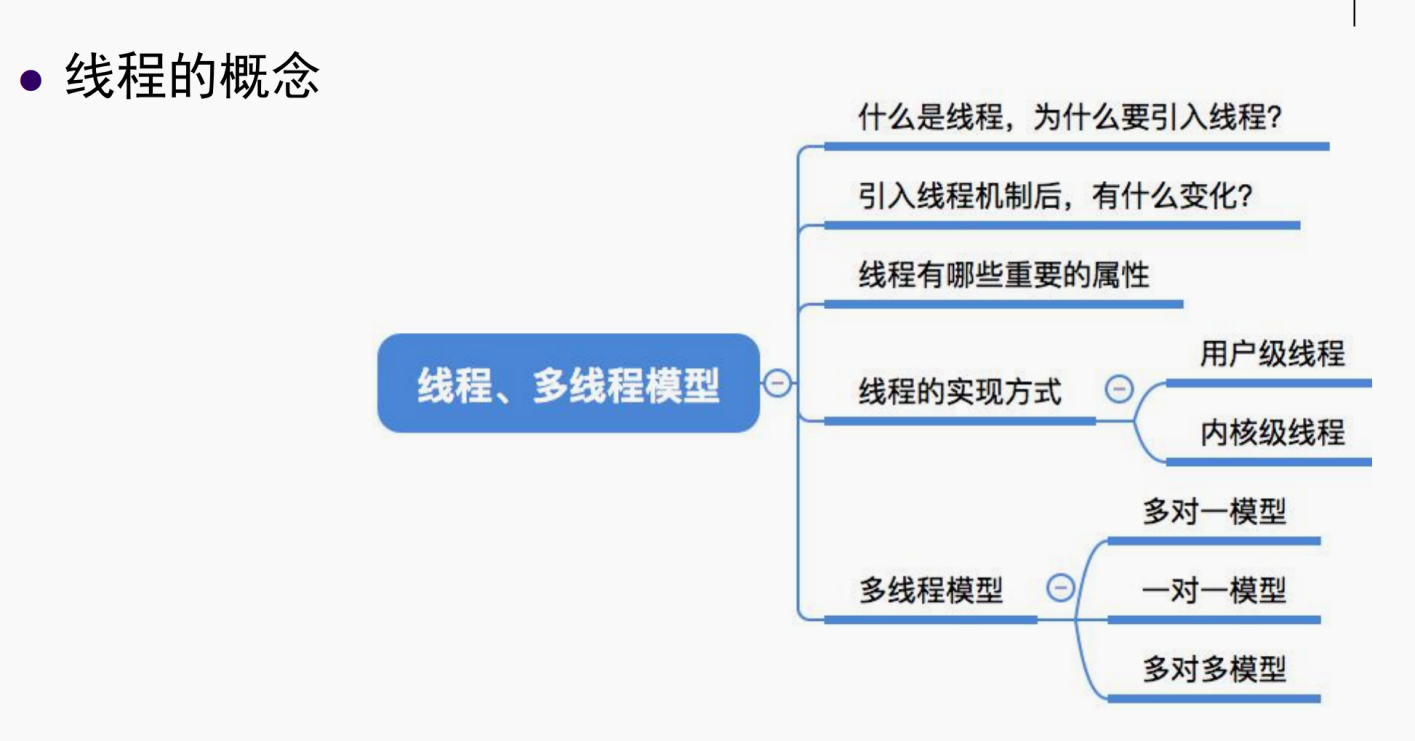 线程的概念
什么是线程，为什么要引入线程？
引入线程机制后，有什么变化？
线程有哪些重要的属性
线程、多线程模型
线程的实现方式
用户级线程
内核级线程
多线程模型
多对一模型
一对一模型
多对多模型